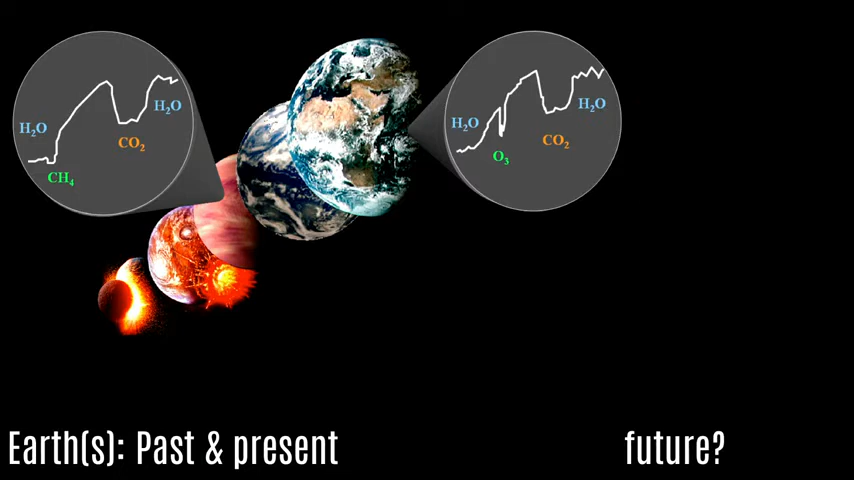 H₂O
CH₄
CO₂
H₂O
H₂O
O₃
CO₂
H₂O
Earth(s): Past & present
future?